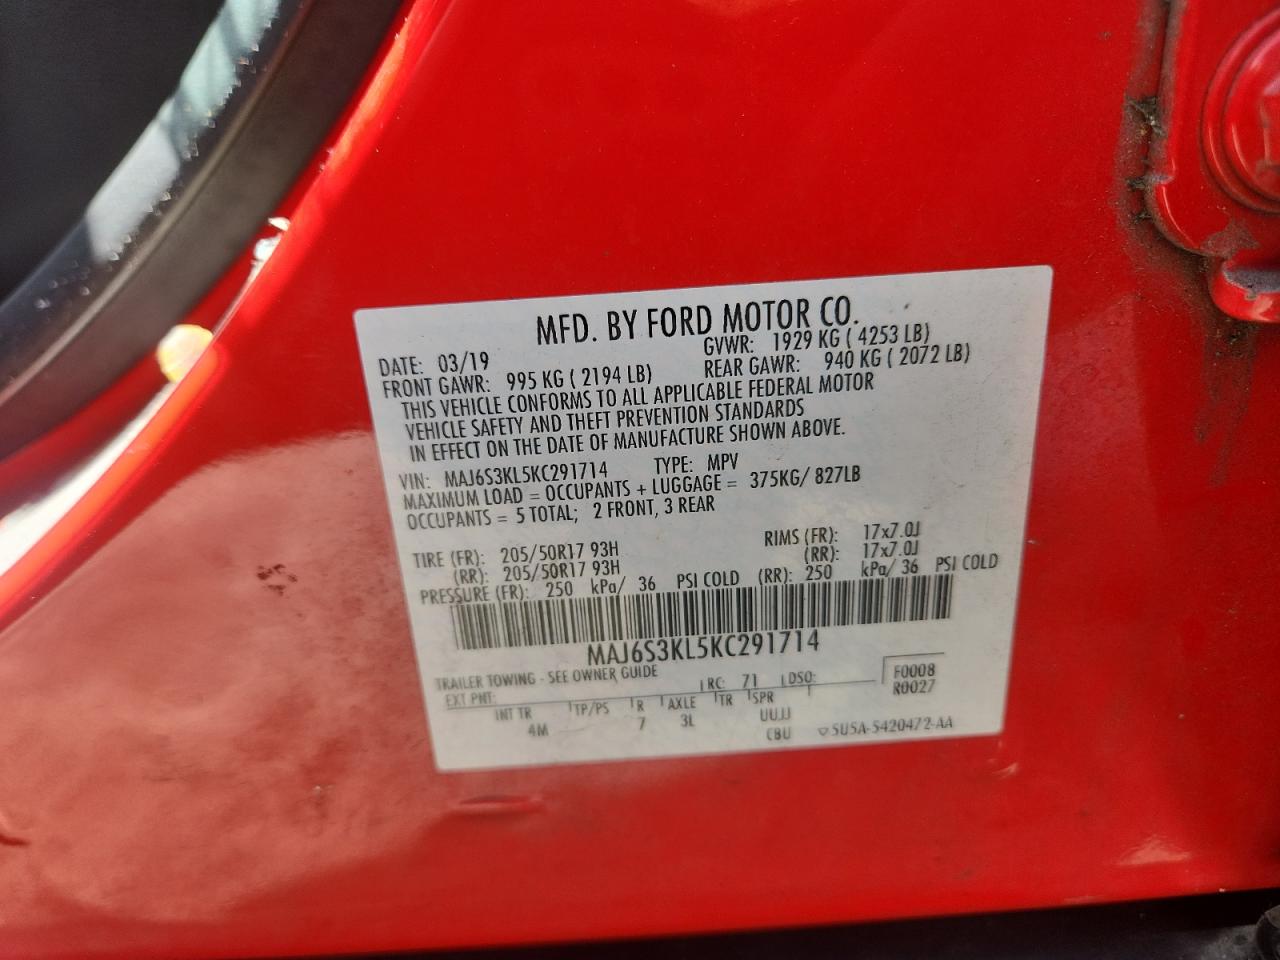 MFD. BY FORD MOTOR CO.
DATE: 03/19 GVWR: 1929 KG ( 4253 LB)
FRONT GAWR: 995 KG ( 2194 LB) REAR GAWR: 940 KG ( 2072 LB)
THIS VEHICLE CONFORMS TO ALL APPLICABLE FEDERAL MOTOR
VEHICLE SAFETY AND THEFT PREVENTION STANDARDS
IN EFFECT ON THE DATE OF MANUFACTURE SHOWN ABOVE.
VIN: MAJ6S3KL5KC291714 TYPE: MPV
MAXIMUM LOAD = OCCUPANTS + LUGGAGE = 375KG/ 827LB
OCCUPANTS = 5 TOTAL; 2 FRONT, 3 REAR
TIRE (FR): 205/50R17 93H RIMS (FR): 17x7.0J
(RR): 205/50R17 93H (RR): 17x7.0J
PRESSURE (FR): 250 kPa/ 36 PSI COLD (RR): 250 kPa/ 36 PSI COLD
MAJ6S3KL5KC291714
TRAILER TOWING - SEE OWNER GUIDE
EXT PNT: RC: 71 DSO: F0008
R0027
INT TR TP/PS R AXLE TR SPR
4M 7 3L UUJJ
CBU 5U5A-5420472-AA